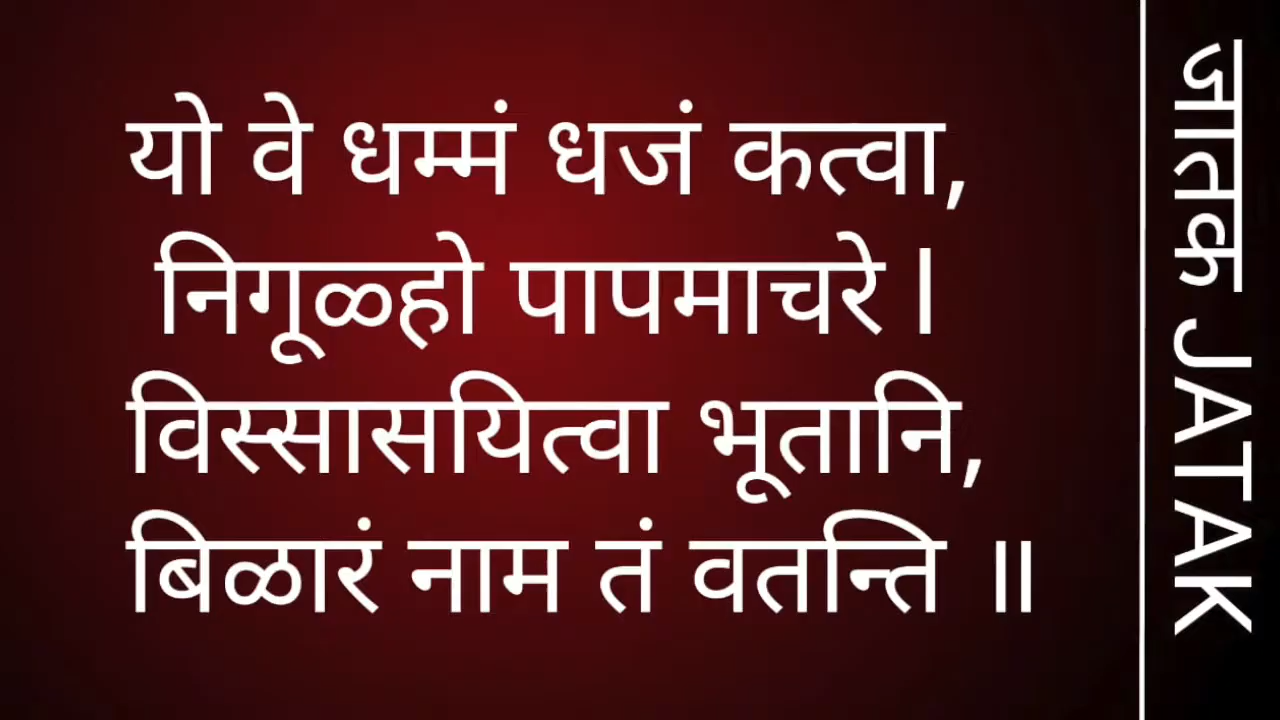 यो वे धम्मं धजं कत्वा,
निगूळ्हो पापमाचरे।
विस्सासयित्वा भूतानि,
बिळारं नाम तं वतन्ति ॥
जातक JATAK